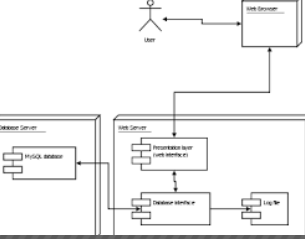 Web Browser
User
Database Server
Web Server
Presentation layer
(web interface)
MySQL database
Database interface
Log file